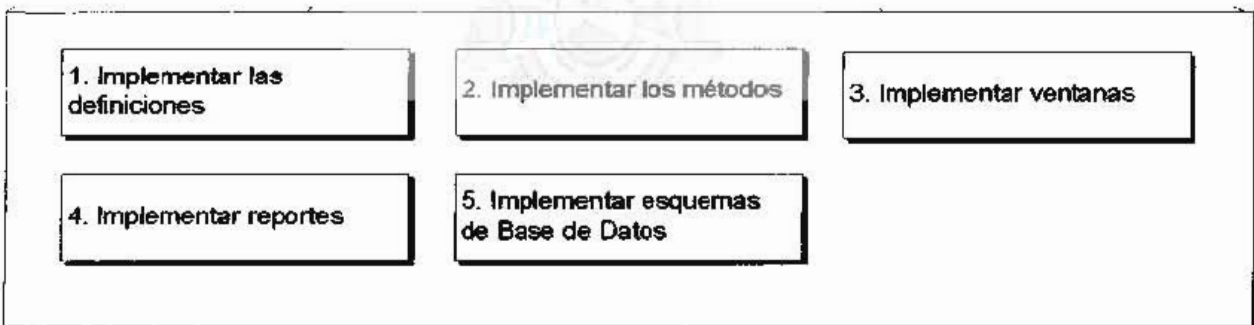 1. Implementar las
definiciones
2. Implementar los métodos
3. Implementar ventanas
4. Implementar reportes
5. Implementar esquemas
de Base de Datos